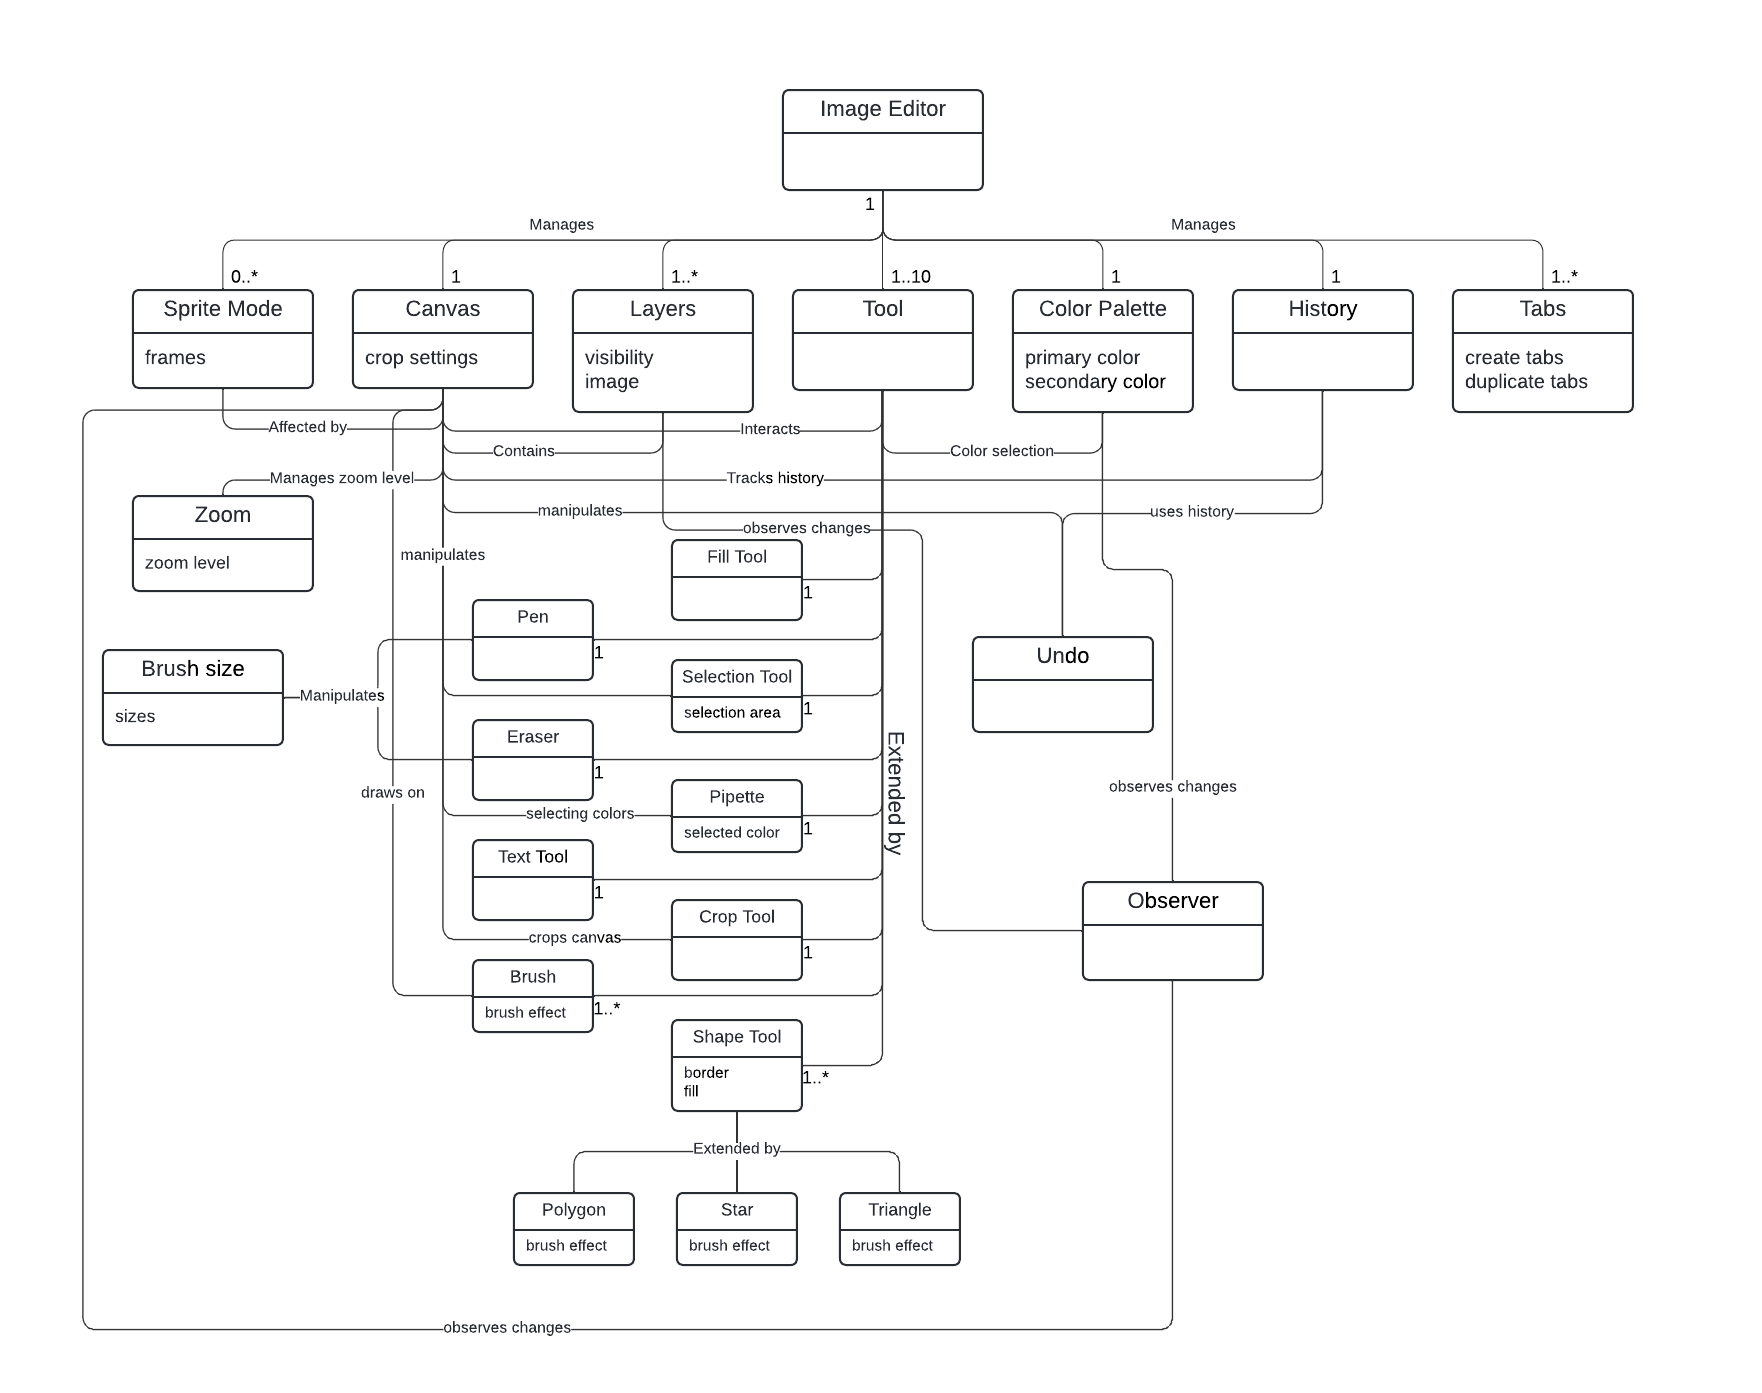 Image Editor
1
Manages
Manages
0..*
1
1..*
1..10
1
1
1..*
Sprite Mode
frames
Canvas
crop settings
Layers
visibility
image
Tool
Color Palette
primary color
secondary color
History
Tabs
create tabs
duplicate tabs
Affected by
Interacts
Contains
Color selection
Manages zoom level
Tracks history
manipulates
uses history
observes changes
Zoom
zoom level
manipulates
Fill Tool
1
Pen
1
Undo
Brush size
sizes
Manipulates
Selection Tool
selection area
1
Eraser
1
Extended by
draws on
observes changes
selecting colors
Pipette
selected color
1
Text Tool
1
Crop Tool
1
crops canvas
Observer
Brush
brush effect
1..*
Shape Tool
border
fill
1..*
Extended by
Polygon
brush effect
Star
brush effect
Triangle
brush effect
observes changes